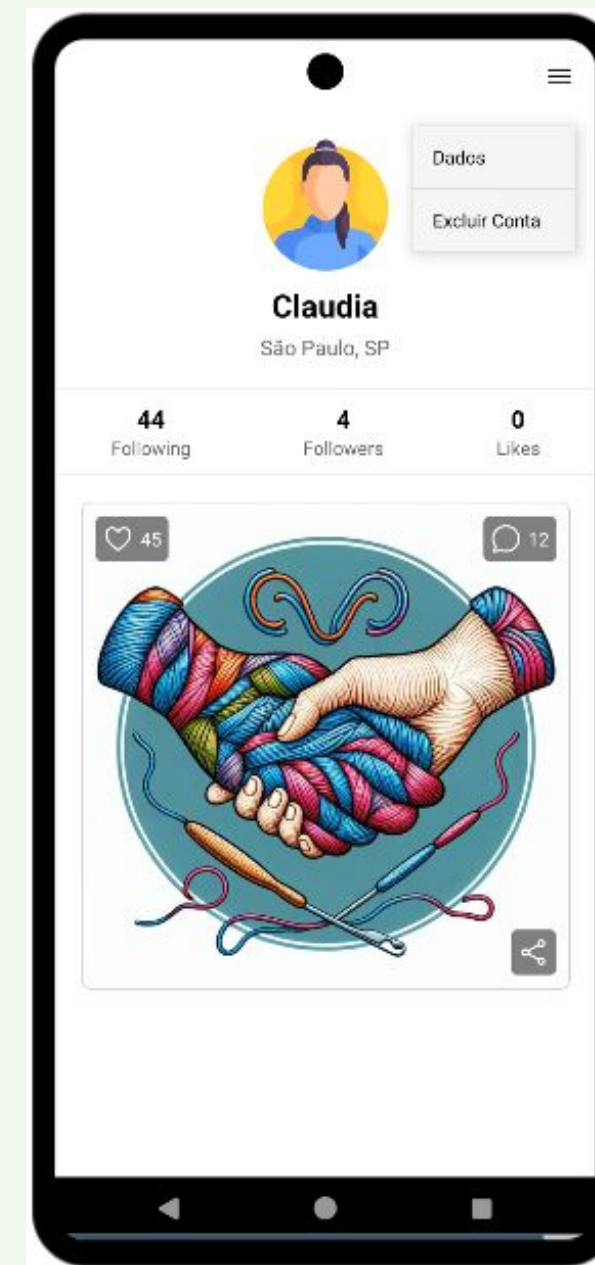 Dados
Excluir Conta
Claudia
São Paulo, SP
44 4 0
Following Followers Likes
45 12